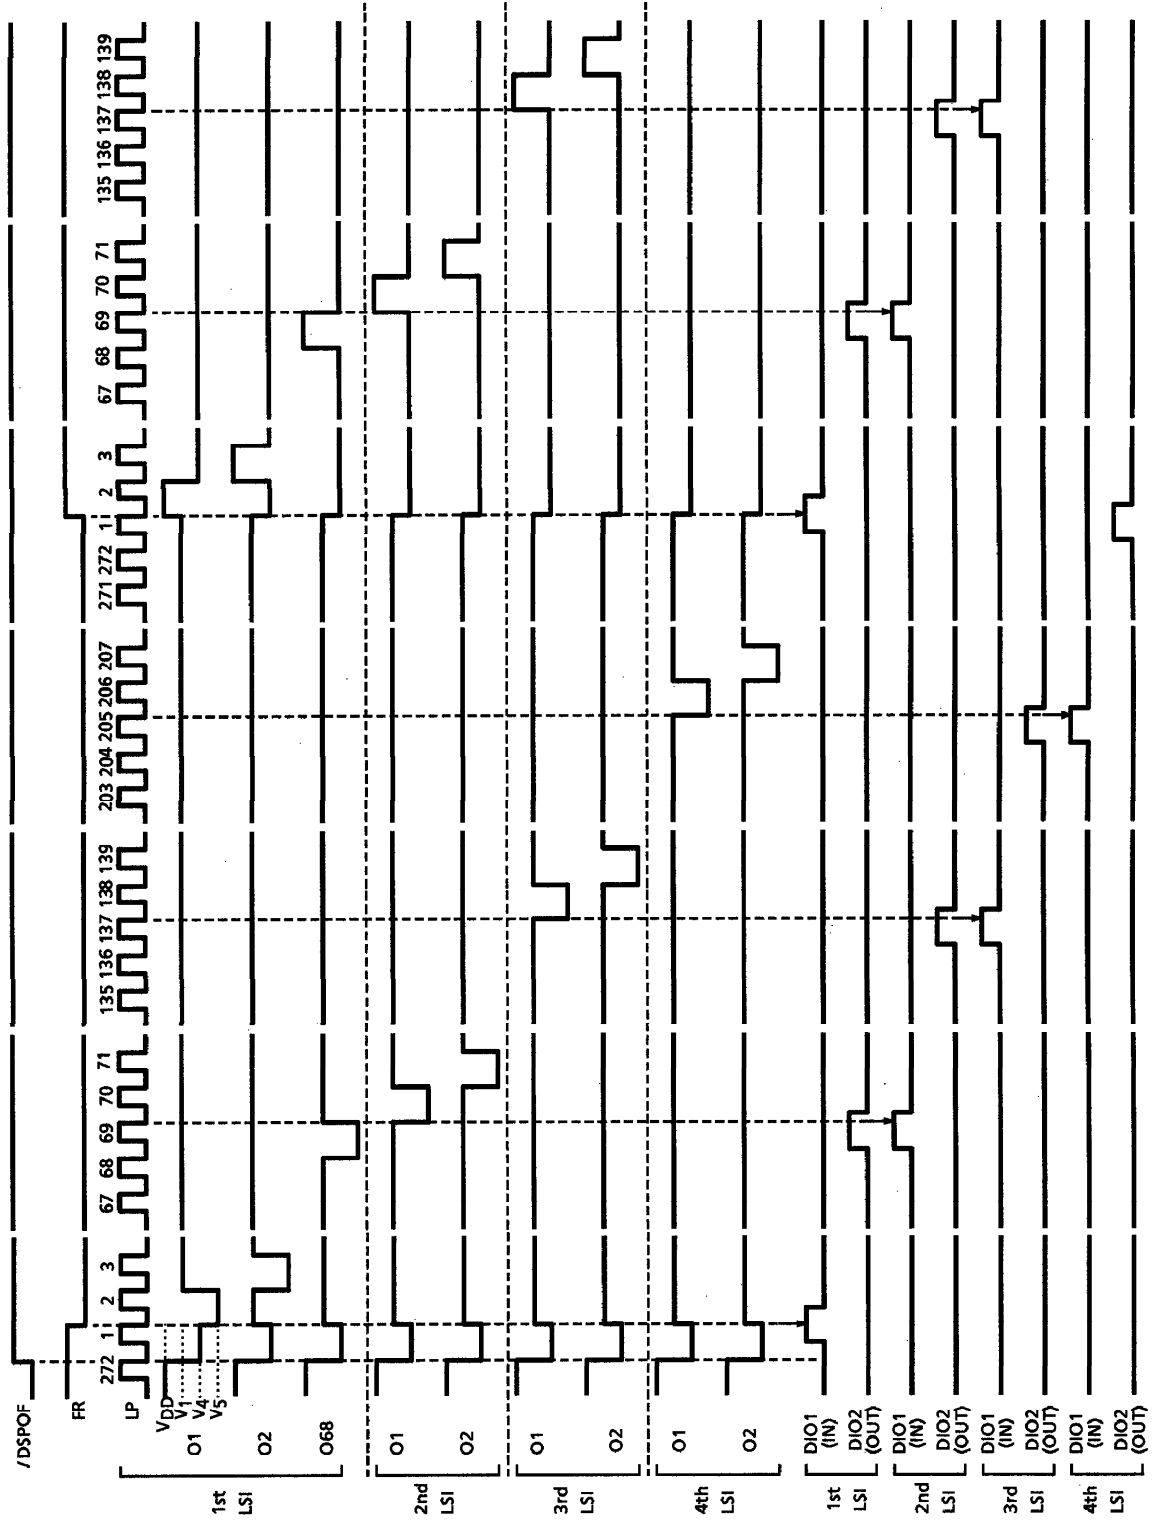 /DSPOF
FR
LP
272 1 2 3 67 68 69 70 71 135 136 137 138 139 203 204 205 206 207 271 272 1 2 3 67 68 69 70 71 135 136 137 138 139
VDD
V1
V4
V5
1st LSI
O1
O2
O68
2nd LSI
O1
O2
3rd LSI
O1
O2
4th LSI
O1
O2
1st LSI
DIO1 (IN)
DIO2 (OUT)
2nd LSI
DIO1 (IN)
DIO2 (OUT)
3rd LSI
DIO1 (IN)
DIO2 (OUT)
4th LSI
DIO1 (IN)
DIO2 (OUT)